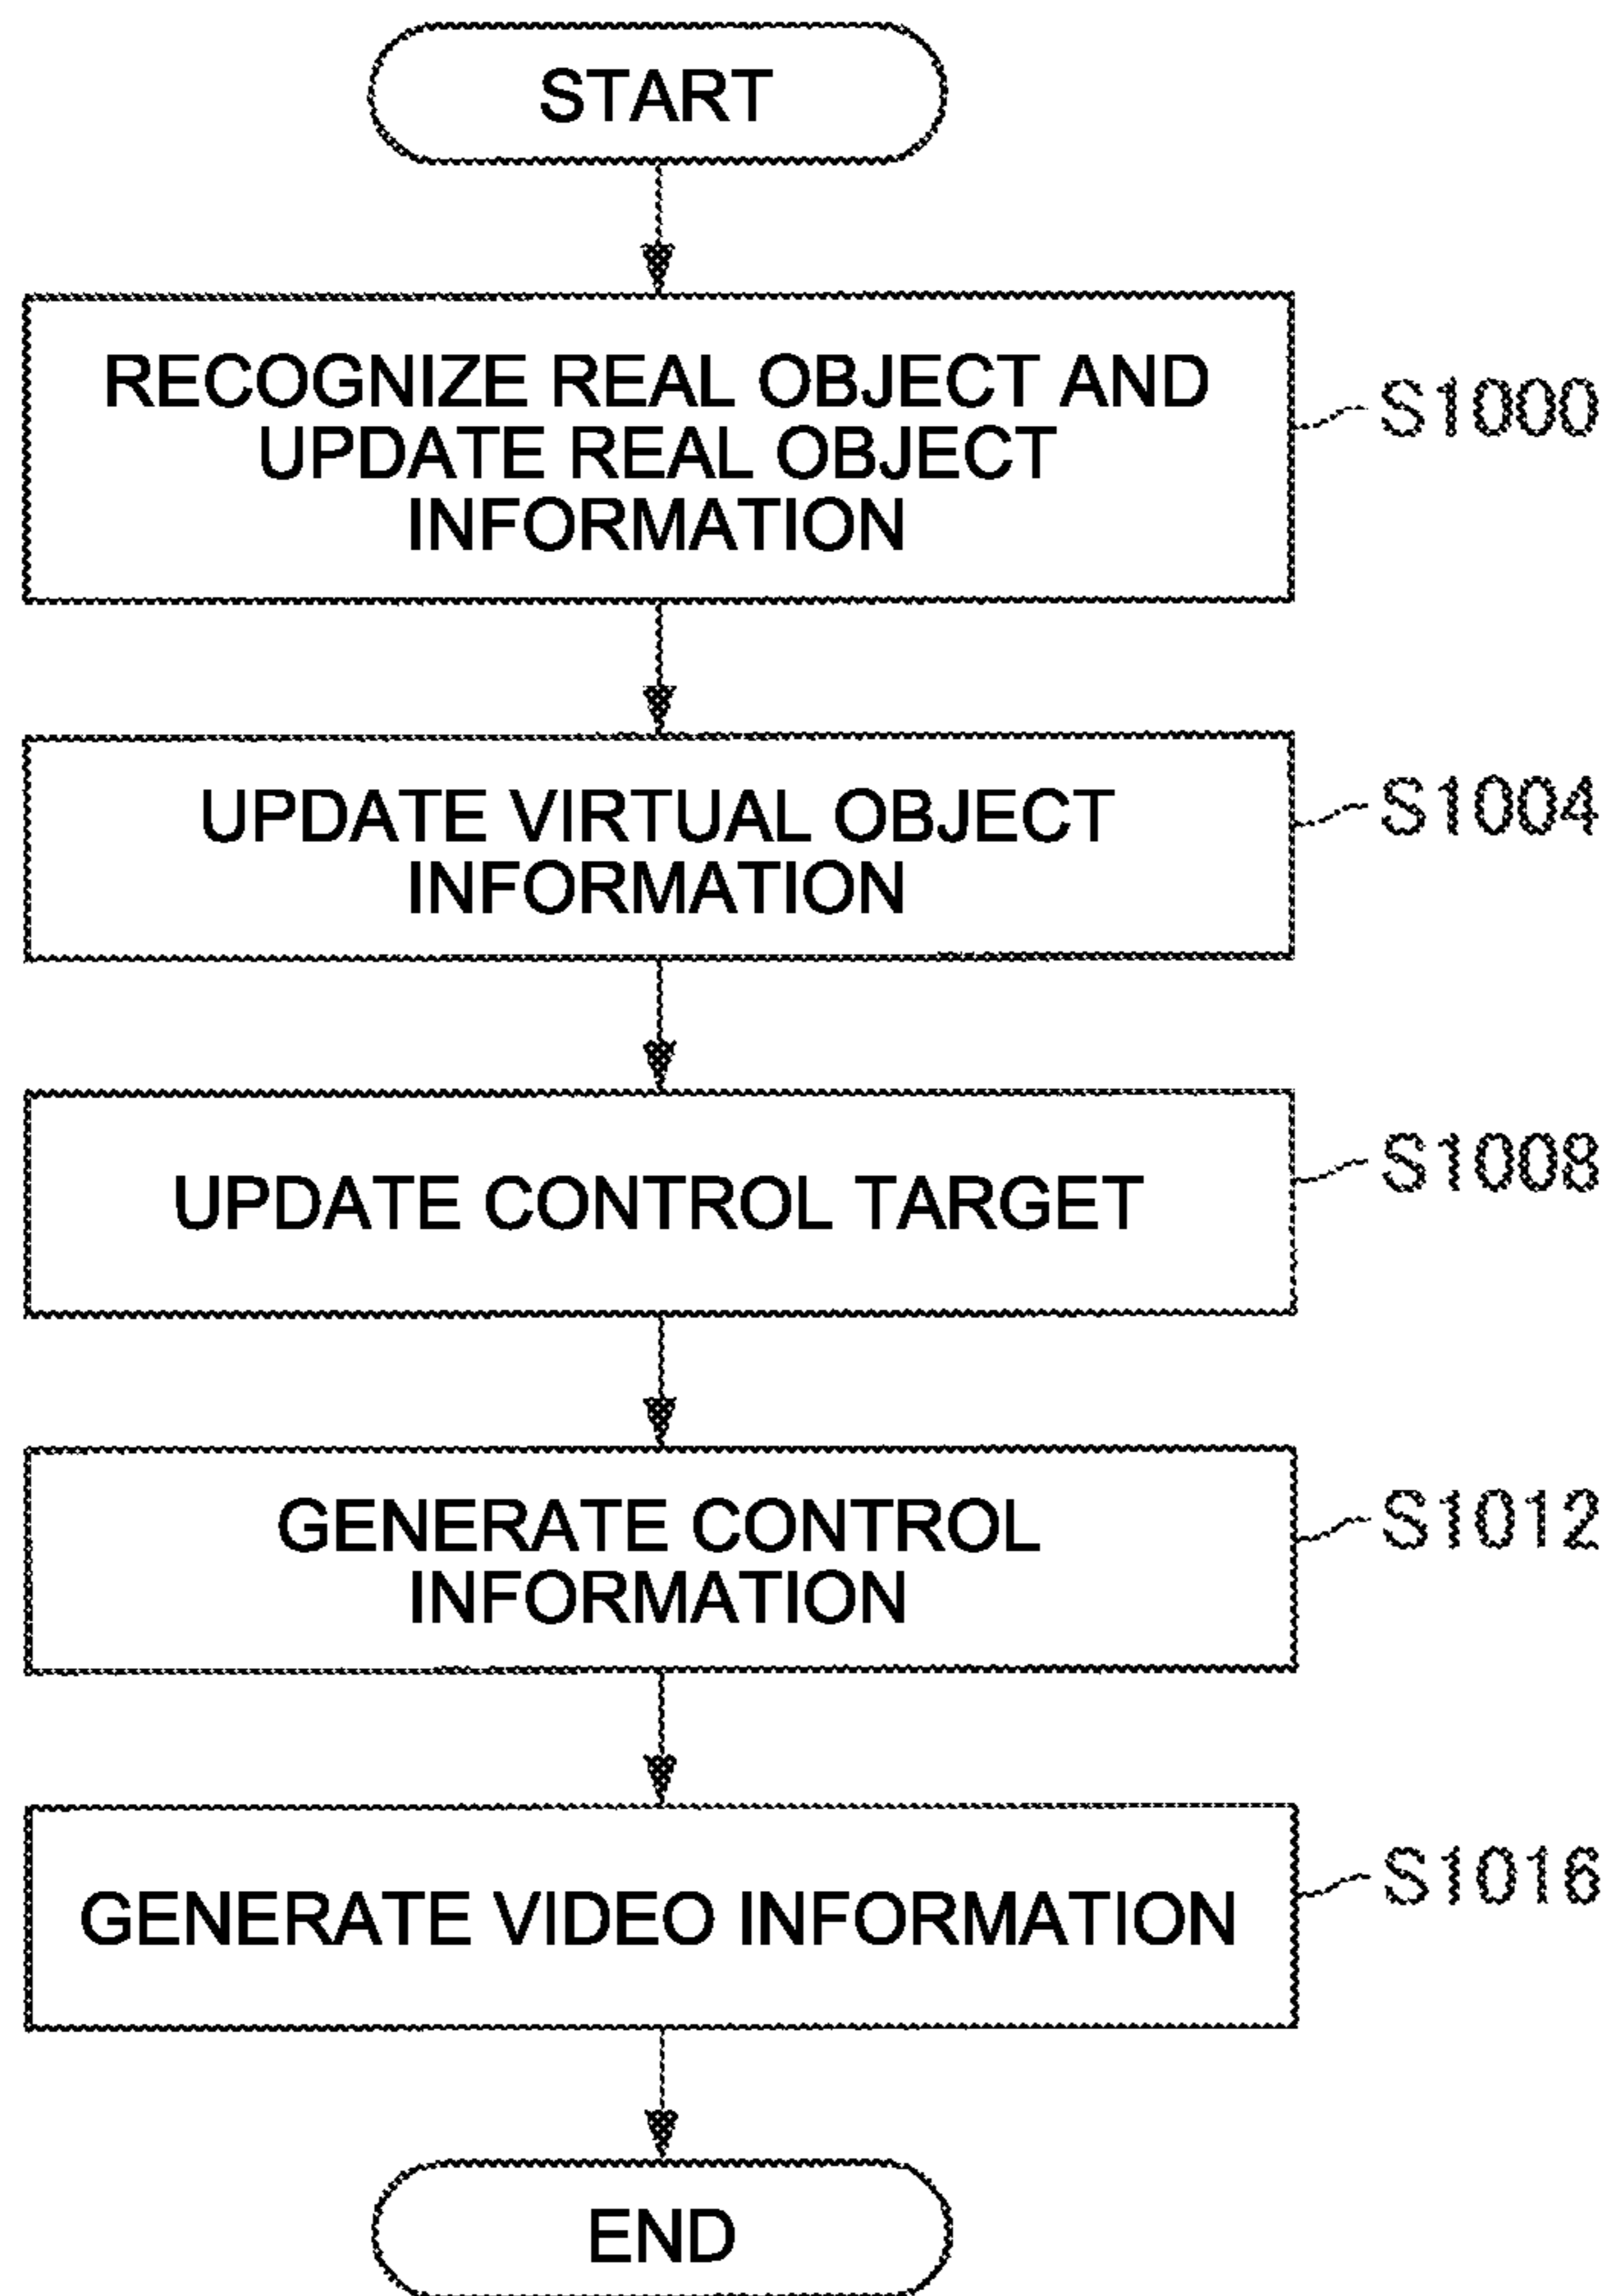 START
RECOGNIZE REAL OBJECT AND
UPDATE REAL OBJECT
INFORMATION
S1000
UPDATE VIRTUAL OBJECT
INFORMATION
S1004
UPDATE CONTROL TARGET
S1008
GENERATE CONTROL
INFORMATION
S1012
GENERATE VIDEO INFORMATION
S1016
END